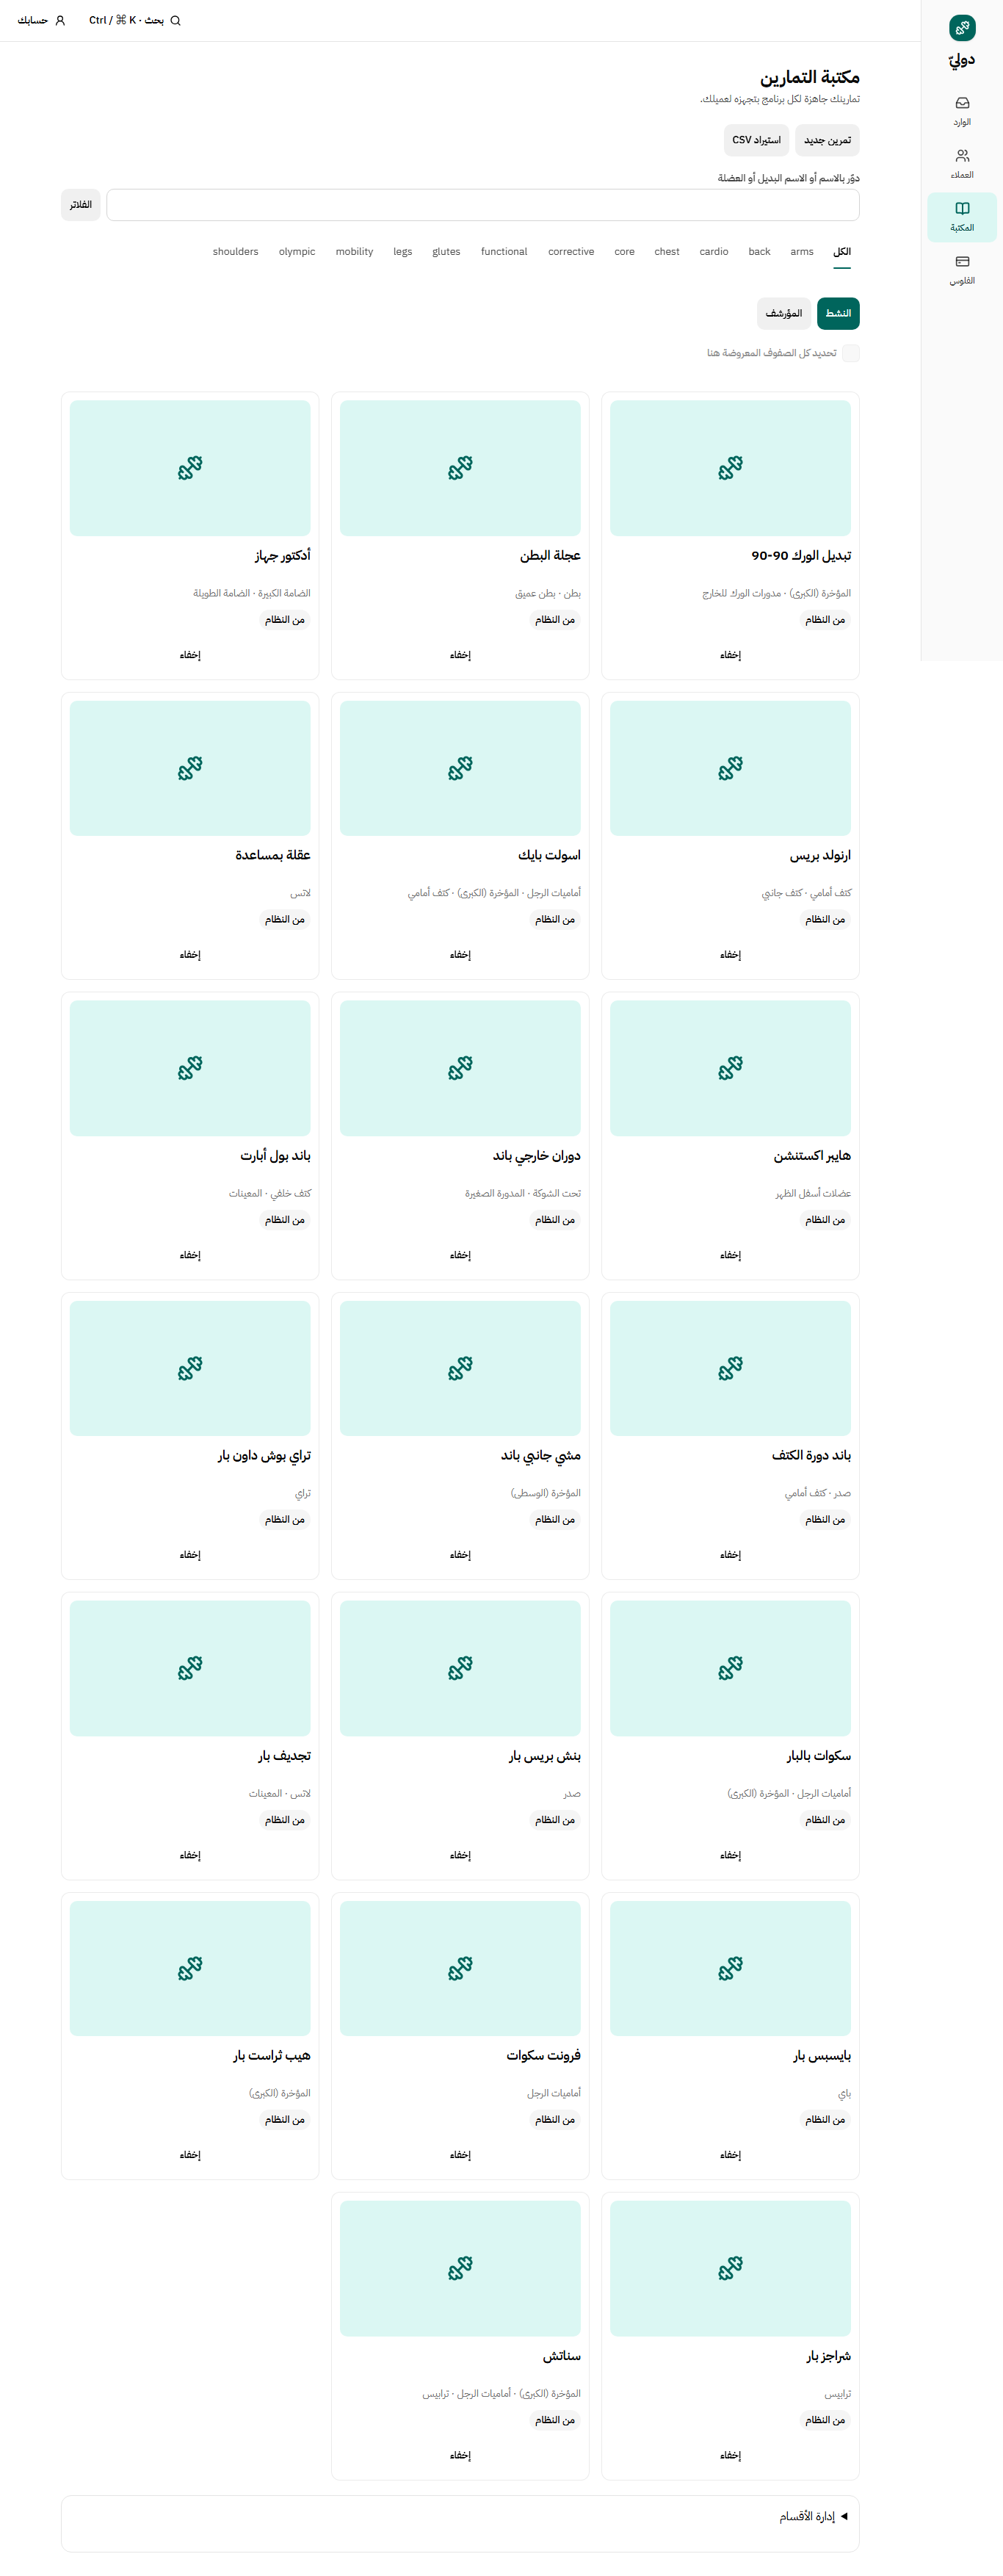 دوليّ
الوارد
العملاء
المكتبة
الفلوس
بحث · Ctrl / ⌘ K
حسابك
مكتبة التمارين
تمارينك جاهزة لكل برنامج بتجهزه لعميلك.
تمرين جديد
استيراد CSV
دوّر بالاسم أو الاسم البديل أو العضلة
الفلاتر
الكل
arms
back
cardio
chest
core
corrective
functional
glutes
legs
mobility
olympic
shoulders
النشط
المؤرشف
تحديد كل الصفوف المعروضة هنا
تبديل الورك 90-90
المؤخرة (الكبرى) · مدورات الورك للخارج
من النظام
إخفاء
عجلة البطن
بطن · بطن عميق
من النظام
إخفاء
أدكتور جهاز
الضامة الكبيرة · الضامة الطويلة
من النظام
إخفاء
ارنولد بريس
كتف أمامي · كتف جانبي
من النظام
إخفاء
اسولت بايك
أماميات الرجل · المؤخرة (الكبرى) · كتف أمامي
من النظام
إخفاء
عقلة بمساعدة
لاتس
من النظام
إخفاء
هايبر اكستنشن
عضلات أسفل الظهر
من النظام
إخفاء
دوران خارجي باند
تحت الشوكة · المدورة الصغيرة
من النظام
إخفاء
باند بول أبارت
كتف خلفي · المعينات
من النظام
إخفاء
باند دورة الكتف
صدر · كتف أمامي
من النظام
إخفاء
مشي جانبي باند
المؤخرة (الوسطى)
من النظام
إخفاء
تراي بوش داون بار
تراي
من النظام
إخفاء
سكوات بالبار
أماميات الرجل · المؤخرة (الكبرى)
من النظام
إخفاء
بنش بريس بار
صدر
من النظام
إخفاء
تجديف بار
لاتس · المعينات
من النظام
إخفاء
بايسبس بار
باي
من النظام
إخفاء
فرونت سكوات
أماميات الرجل
من النظام
إخفاء
هيب ثراست بار
المؤخرة (الكبرى)
من النظام
إخفاء
شراجز بار
ترابيس
من النظام
إخفاء
سناتش
المؤخرة (الكبرى) · أماميات الرجل · ترابيس
من النظام
إخفاء
إدارة الأقسام